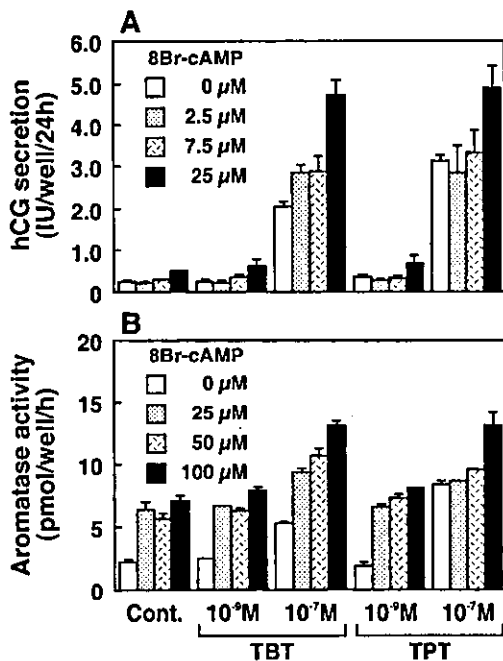 A
8Br-cAMP
0 μM
2.5 μM
7.5 μM
25 μM
hCG secretion
(IU/well/24h)
6.0
5.0
4.0
3.0
2.0
1.0
0
B
8Br-cAMP
0 μM
25 μM
50 μM
100 μM
Aromatase activity
(pmol/well/h)
20
15
10
5
0
Cont. 10⁻⁹M 10⁻⁷M 10⁻⁹M 10⁻⁷M
TBT TPT